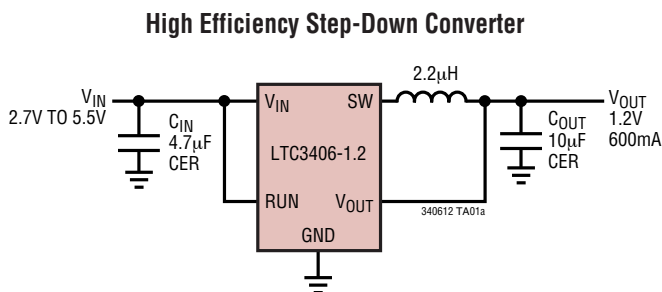 High Efficiency Step-Down Converter
VIN
2.7V TO 5.5V
CIN
4.7μF
CER
VIN
SW
LTC3406-1.2
RUN
VOUT
GND
2.2μH
340612 TA01a
COUT
10μF
CER
VOUT
1.2V
600mA